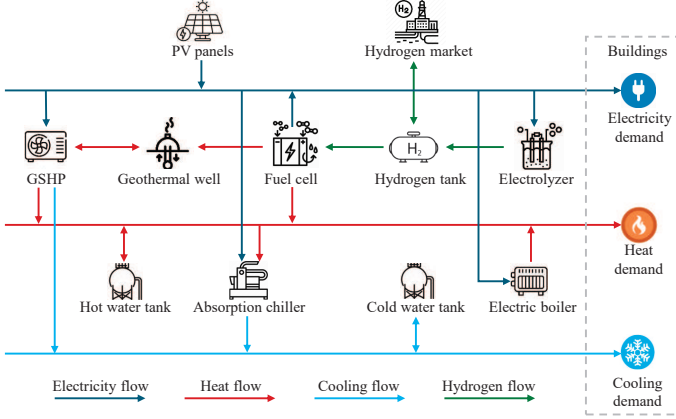 H₂
PV panels
Hydrogen market
Buildings
Electricity
demand
H₂
GSHP
Geothermal well
Fuel cell
Hydrogen tank
Electrolyzer
Heat
demand
Hot water tank
Absorption chiller
Cold water tank
Electric boiler
Electricity flow
Heat flow
Cooling flow
Hydrogen flow
Cooling
demand